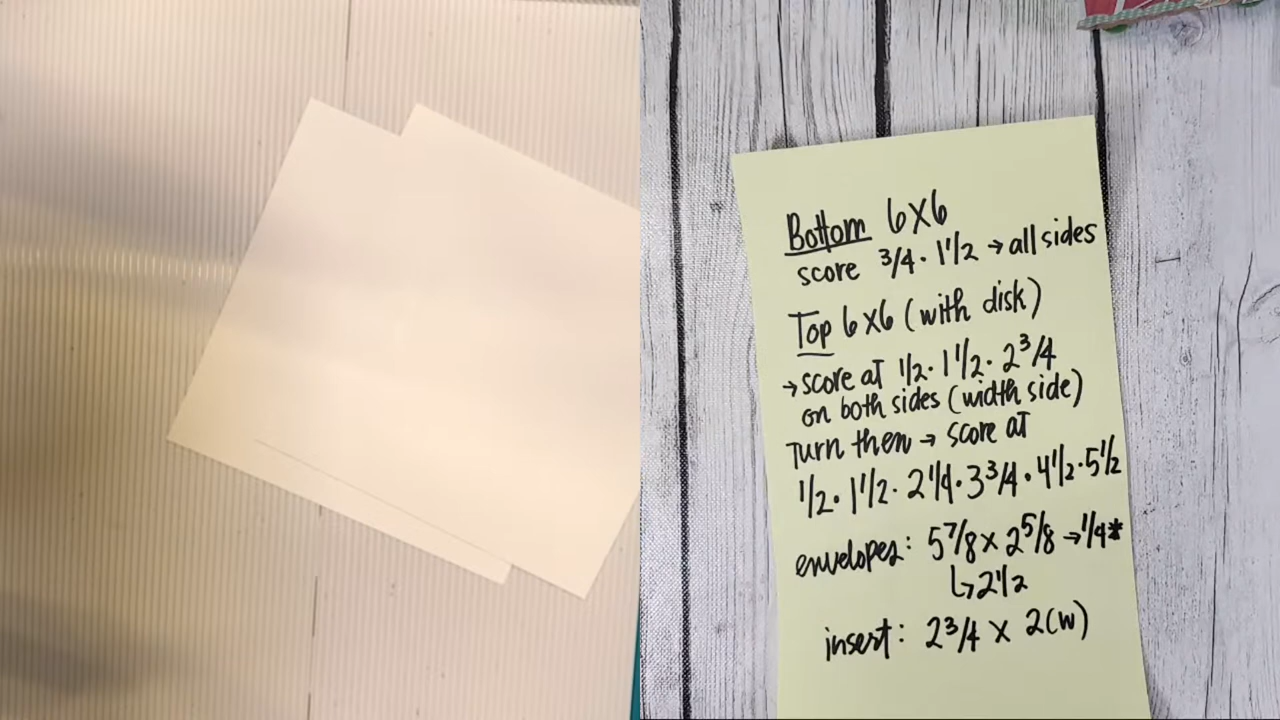 Bottom 6X6
score 3/4 • 1 1/2 → all sides
Top 6X6 (with disk)
→ score at 1/2 • 1 1/2 • 2 3/4
on both sides (width side)
Turn then → score at
1/2 • 1 1/2 • 2 1/4 • 3 3/4 • 4 1/2 • 5 1/2
envelopes: 5 7/8 x 2 5/8 → 1/4*
↳ 2 1/2
insert: 2 3/4 X 2(w)